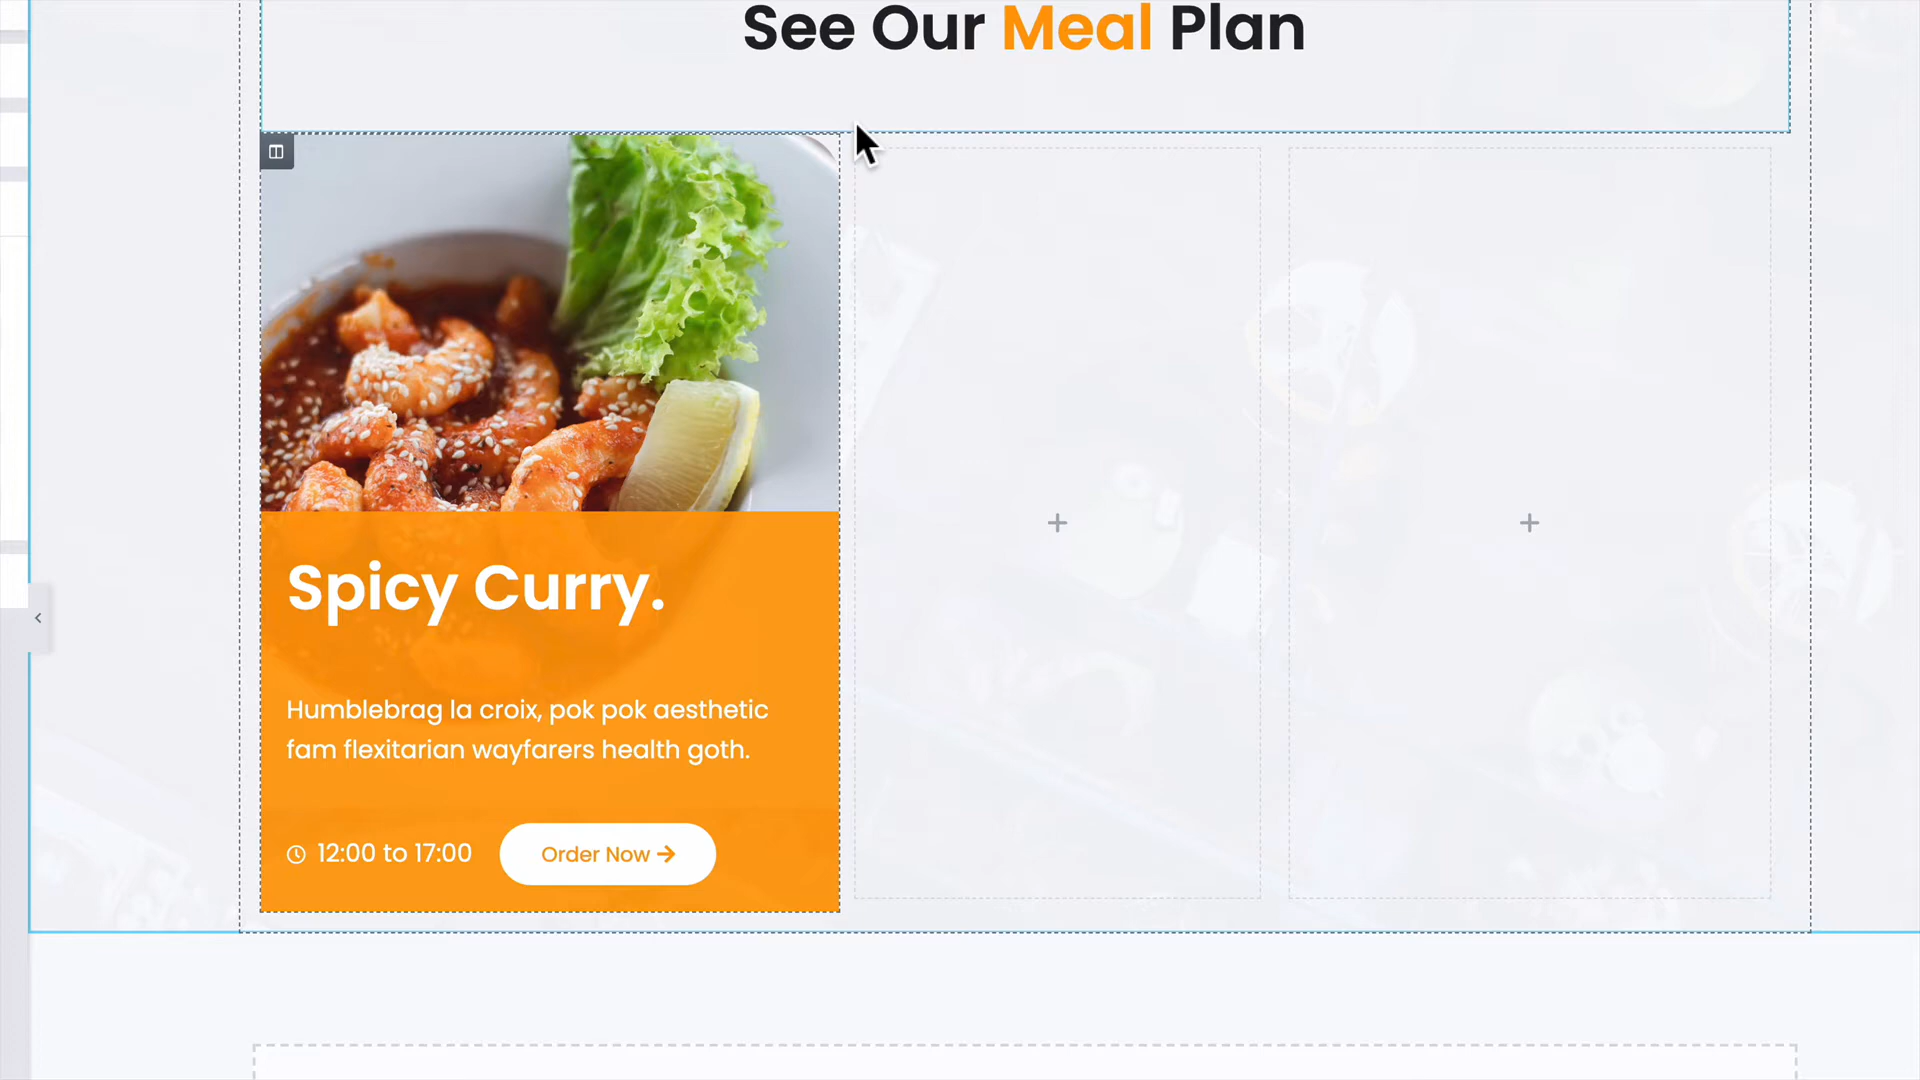 See Our Meal Plan
Spicy Curry.
Humblebrag la croix, pok pok aesthetic
fam flexitarian wayfarers health goth.
12:00 to 17:00
Order Now